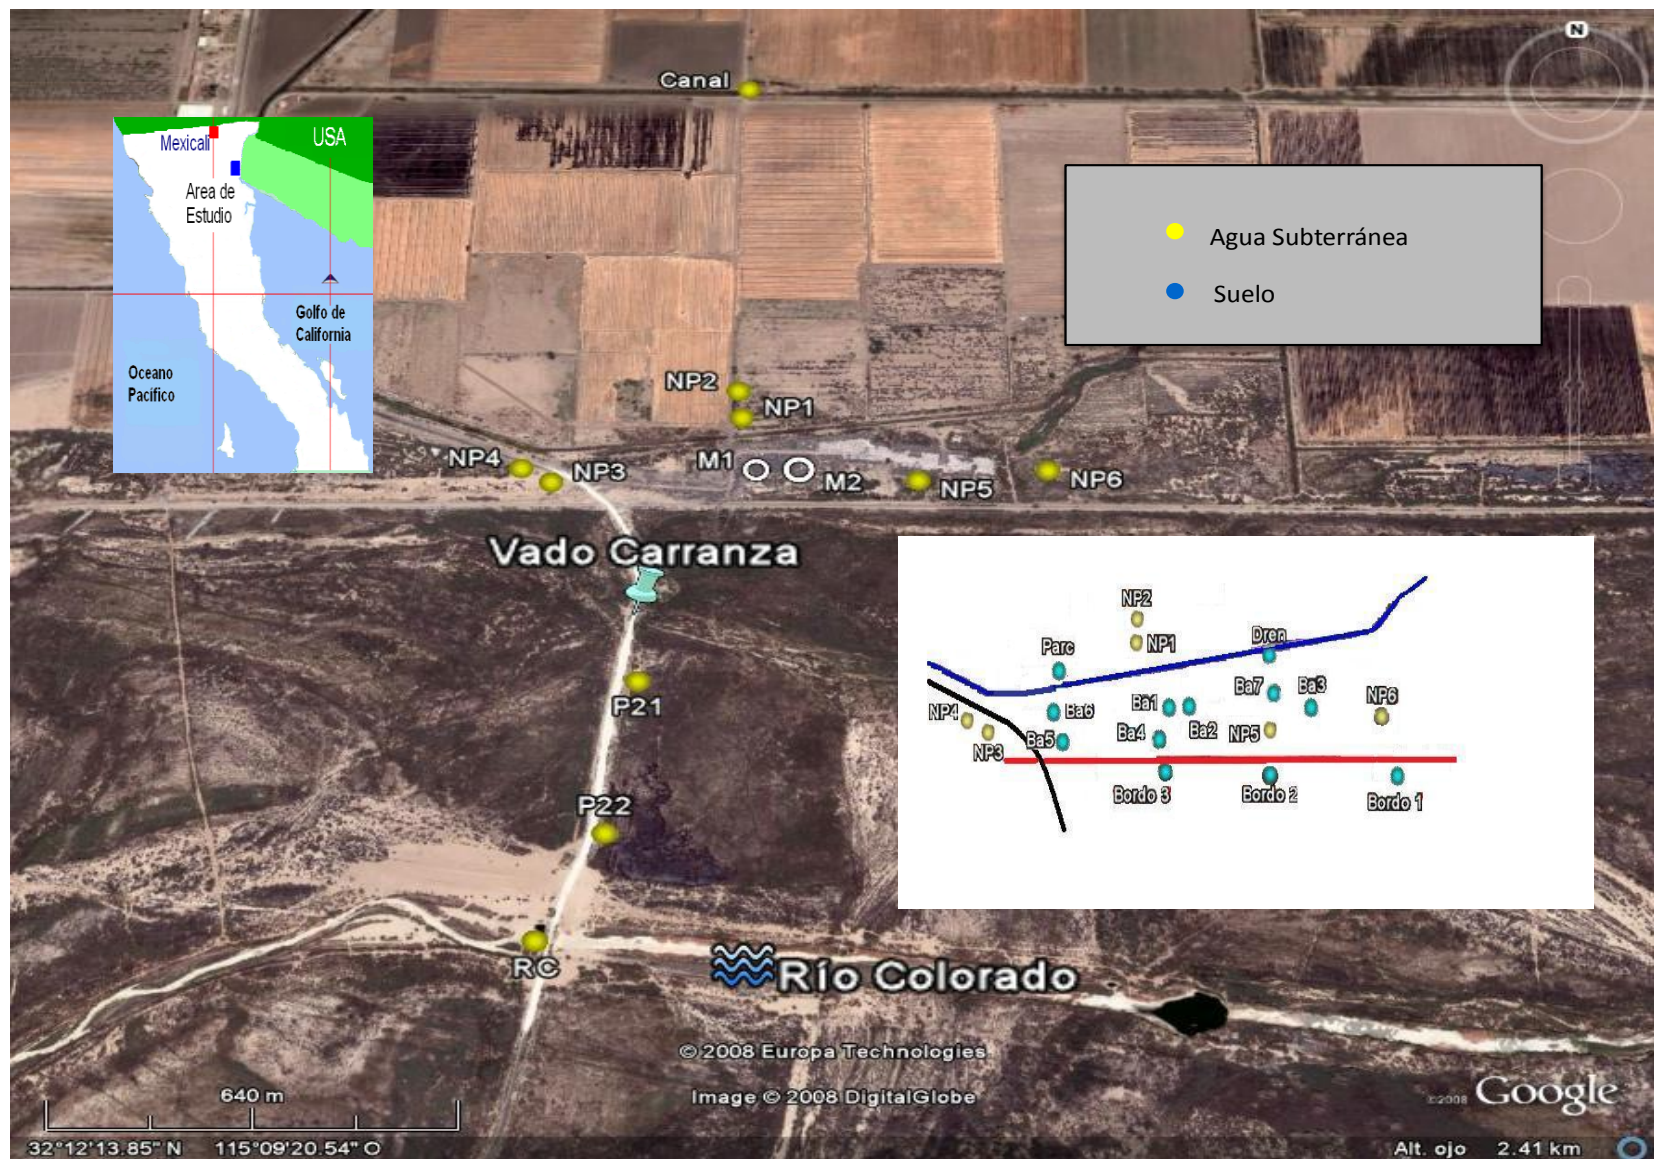 N
Canal
USA
Mexicali
Area de
Estudio
Golfo de
California
Oceano
Pacífico
Agua Subterránea
Suelo
NP2
NP1
NP4
NP3
M1
M2
NP5
NP6
Vado Carranza
P21
P22
RC
Río Colorado
NP2
NP1
Parc
Dren
Ba7
Ba3
NP6
NP4
Ba6
Ba1
Ba2
NP5
NP3
Ba5
Ba4
Bordo 3
Bordo 2
Bordo 1
© 2008 Europa Technologies
Image © 2008 DigitalGlobe
©2008 Google
640 m
32°12'13.85" N 115°09'20.54" O
Alt. ojo 2.41 km